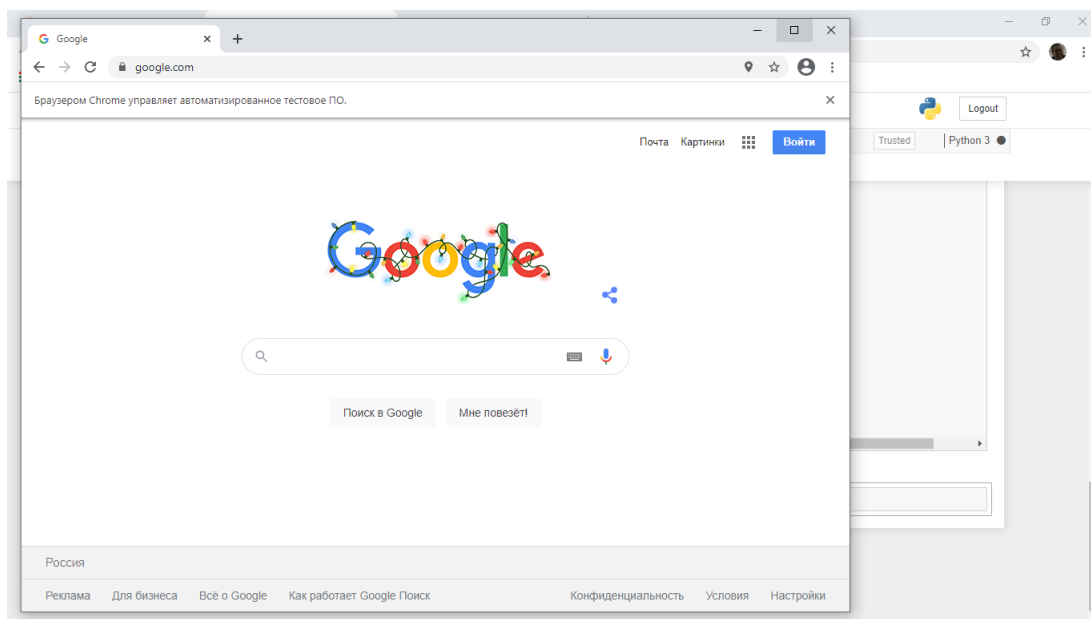 Google
google.com
Браузером Chrome управляет автоматизированное тестовое ПО.
Logout
Trusted
Python 3
Почта Картинки Войти
Google
Поиск в Google Мне повезёт!
Россия
Реклама Для бизнеса Всё о Google Как работает Google Поиск Конфиденциальность Условия Настройки